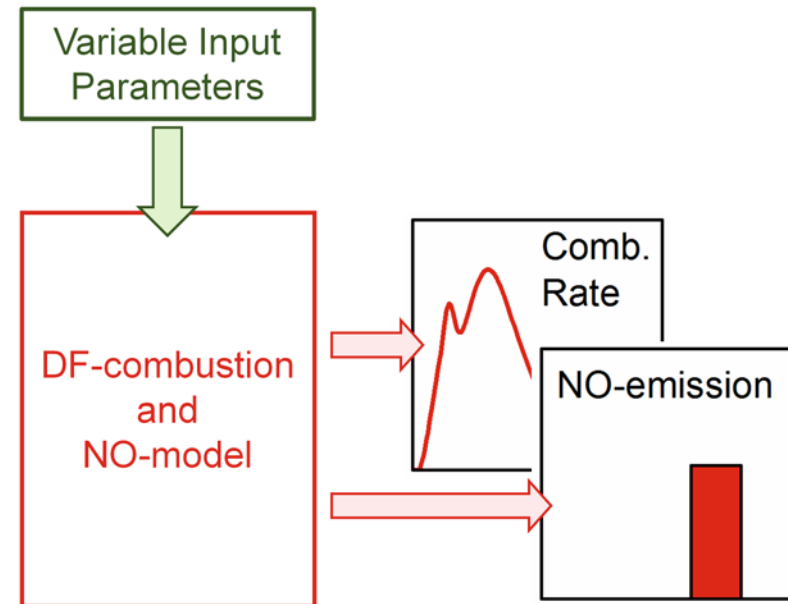 Variable Input
Parameters
DF-combustion
and
NO-model
Comb.
Rate
NO-emission